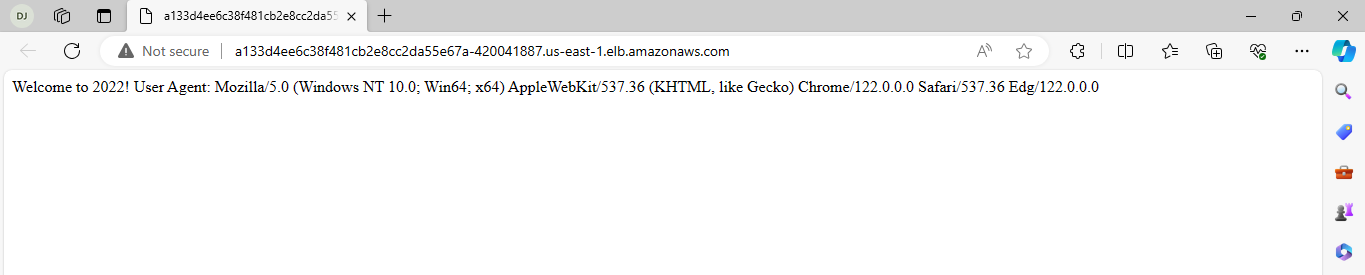 DJ
a133d4ee6c38f481cb2e8cc2da55
Not secure
a133d4ee6c38f481cb2e8cc2da55e67a-420041887.us-east-1.elb.amazonaws.com
Welcome to 2022! User Agent: Mozilla/5.0 (Windows NT 10.0; Win64; x64) AppleWebKit/537.36 (KHTML, like Gecko) Chrome/122.0.0.0 Safari/537.36 Edg/122.0.0.0